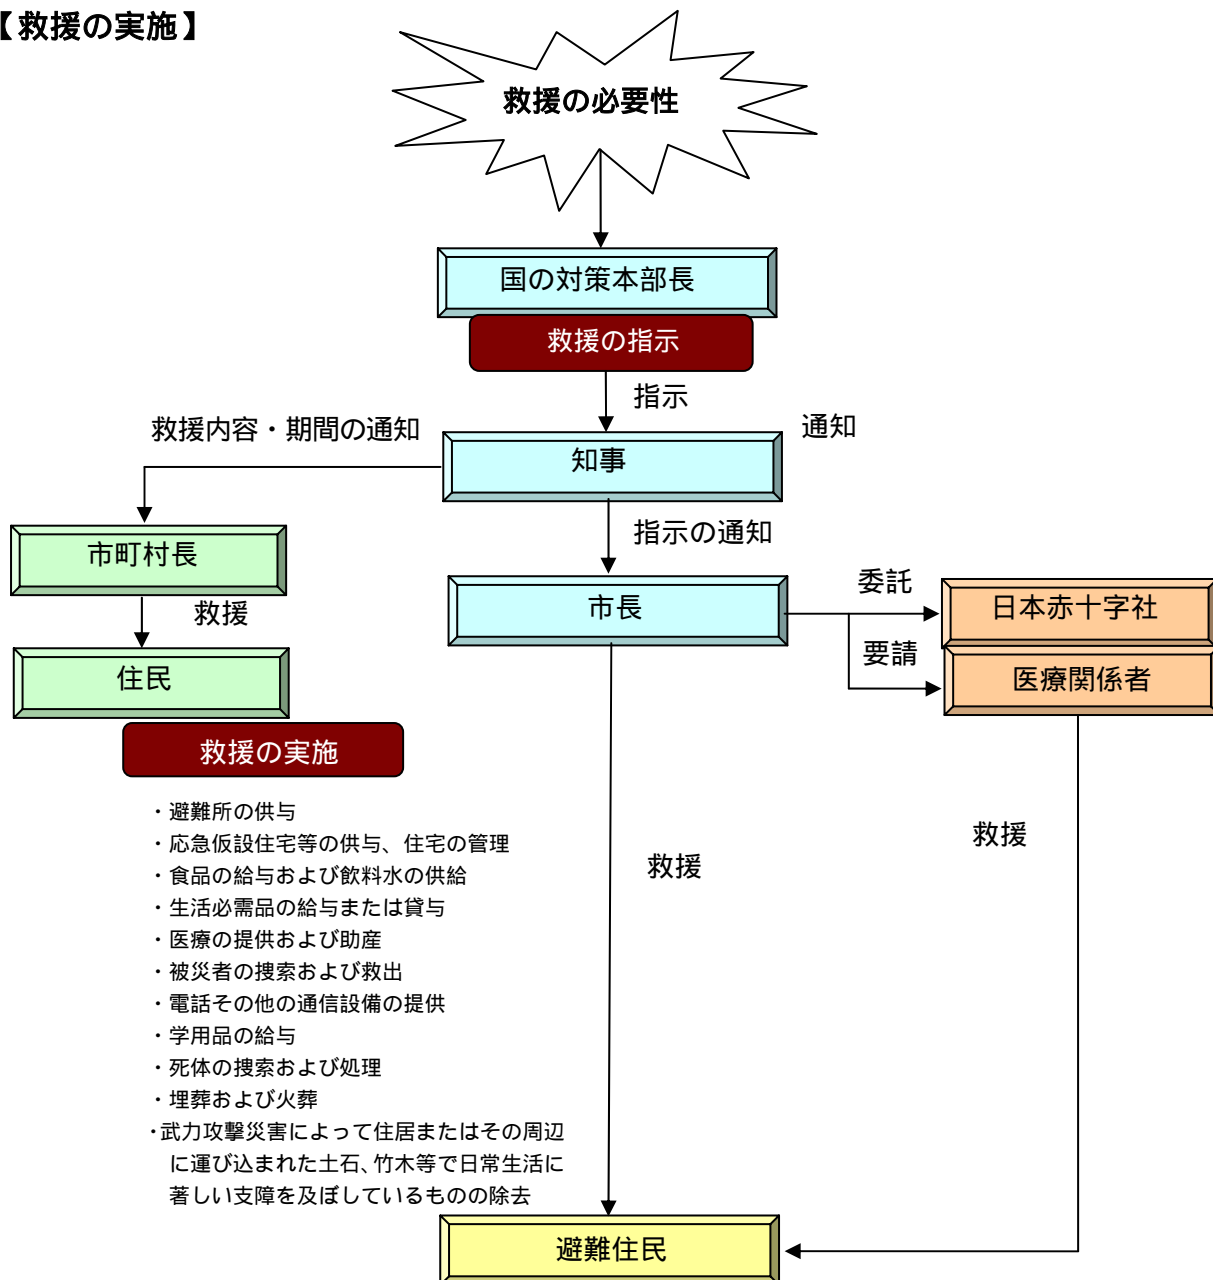 【救援の実施】
救援の必要性
国の対策本部長
救援の指示
指示
通知
救援内容・期間の通知
知事
指示の通知
市町村長
市長
委託
日本赤十字社
救援
要請
住民
医療関係者
救援の実施
・避難所の供与
・応急仮設住宅等の供与、住宅の管理
・食品の給与および飲料水の供給
・生活必需品の給与または貸与
・医療の提供および助産
・被災者の捜索および救出
・電話その他の通信設備の提供
・学用品の給与
・死体の捜索および処理
・埋葬および火葬
・武力攻撃災害によって住居またはその周辺
に運び込まれた土石、竹木等で日常生活に
著しい支障を及ぼしているものの除去
救援
救援
避難住民